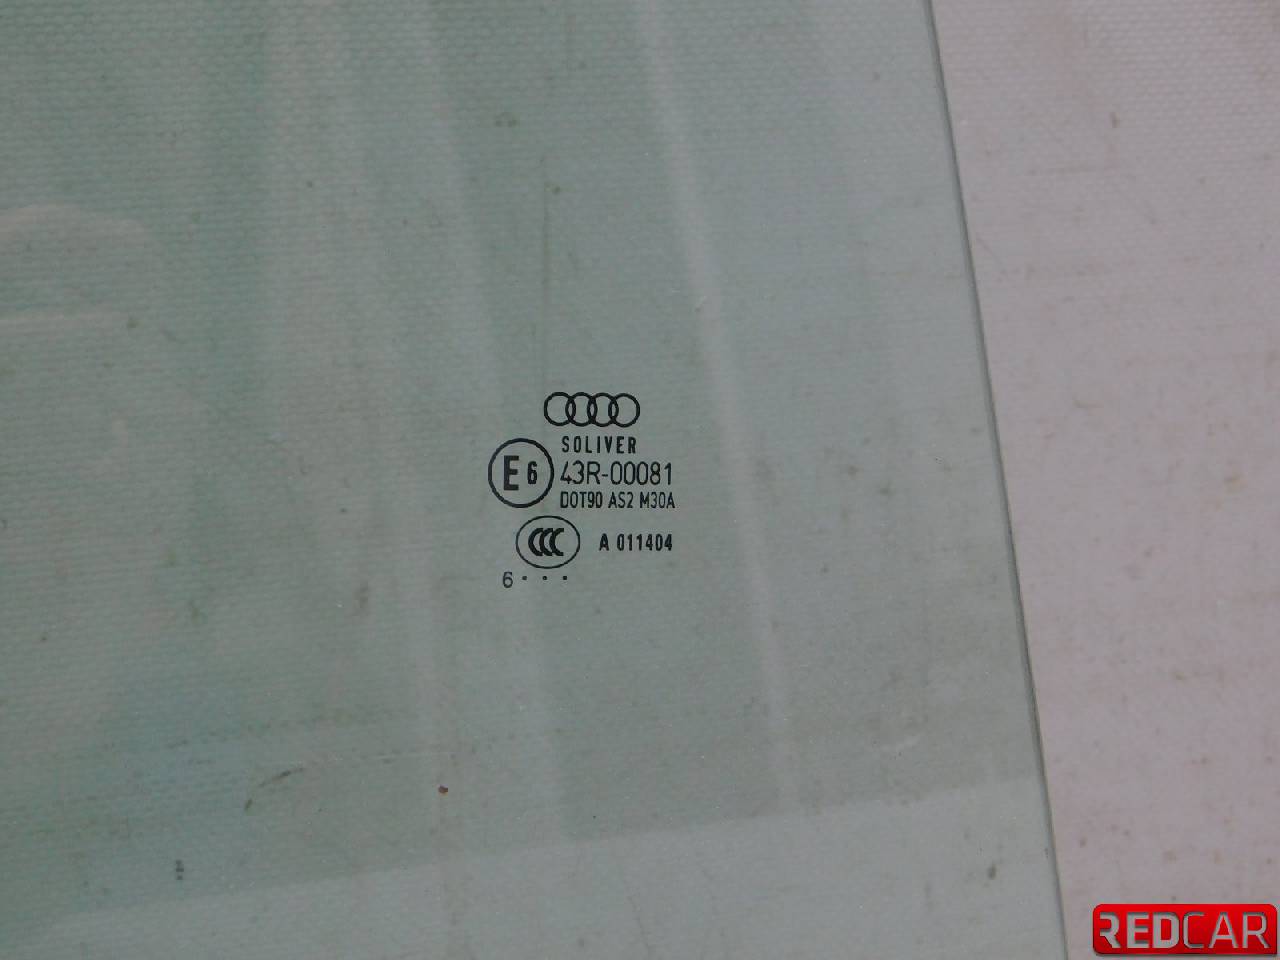 SOLIVER
E6 43R-00081
DOT90 AS2 M30A
CCC A 011404
6· · ·
REDCAR